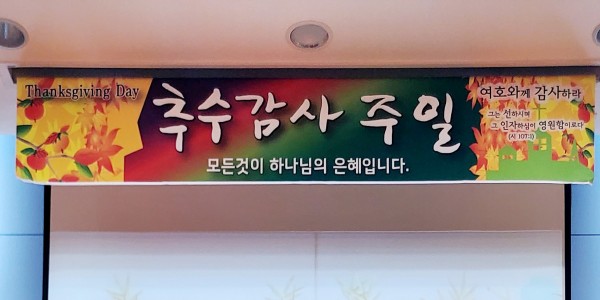 Thanksgiving Day
추수감사 주일
모든것이 하나님의 은혜입니다.
여호와께 감사하라
그는 선하시며
그 인자하심이 영원함이로다
(시 107:1)